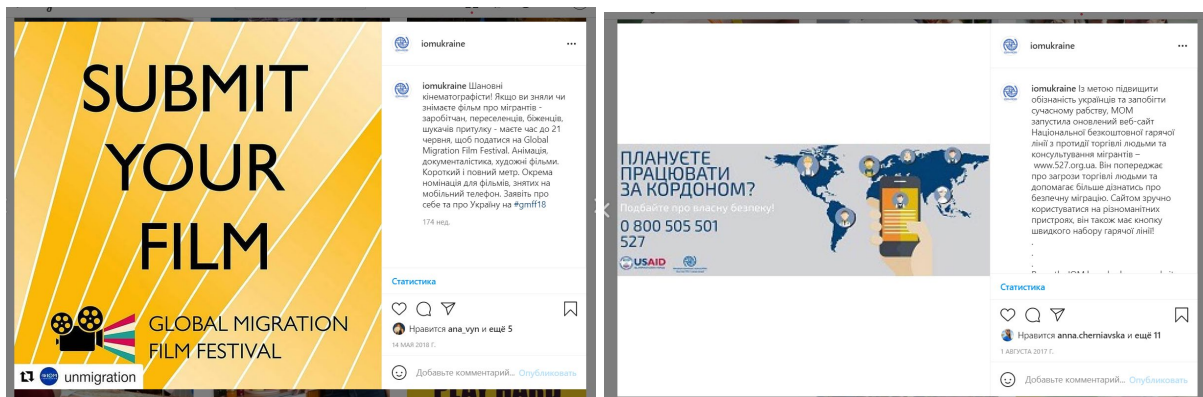 SUBMIT
YOUR
FILM
GLOBAL MIGRATION
FILM FESTIVAL
unmigration
iomukraine
iomukraine Шановні
кінематографісти! Якщо ви зняли чи
знімаєте фільм про мігрантів -
заробітчан, переселенців, біженців,
шукачів притулку - маєте час до 21
червня, щоб податися на Global
Migration Film Festival. Анімація,
документалістика, художні фільми.
Короткий і повний метр. Окрема
номінація для фільмів, знятих на
мобільний телефон. Заявіть про
себе та про Україну на #gmff18
174 нед.
Статистика
Нравится ana_vyn и ещё 5
14 МАЯ 2018 Г.
Добавьте комментарий... Опубликовать
ПЛАНУЄТЕ
ПРАЦЮВАТИ
ЗА КОРДОНОМ?
Подбайте про власну безпеку!
0 800 505 501
527
USAID
iomukraine
iomukraine Із метою підвищити
обізнаність українців та запобігти
сучасному рабству, МОМ
запустила оновлений веб-сайт
Національної безкоштовної гарячої
лінії з протидії торгівлі людьми та
консультування мігрантів –
www.527.org.ua. Він попереджає
про загрози торгівлі людьми та
допомагає більше дізнатись про
безпечну міграцію. Сайтом зручно
користуватися на різноманітних
пристроях, він також має кнопку
швидкого набору гарячої лінії!
.
.
.
Статистика
Нравится anna.cherniavska и ещё 11
1 АВГУСТА 2017 Г.
Добавьте комментарий... Опубликовать